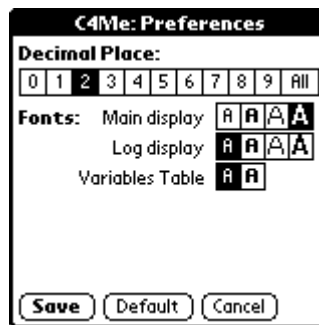 C4Me: Preferences
Decimal Place:
0 1 2 3 4 5 6 7 8 9 All
Fonts: Main display A A A A
Log display A A A A
Variables Table A A
Save Default Cancel